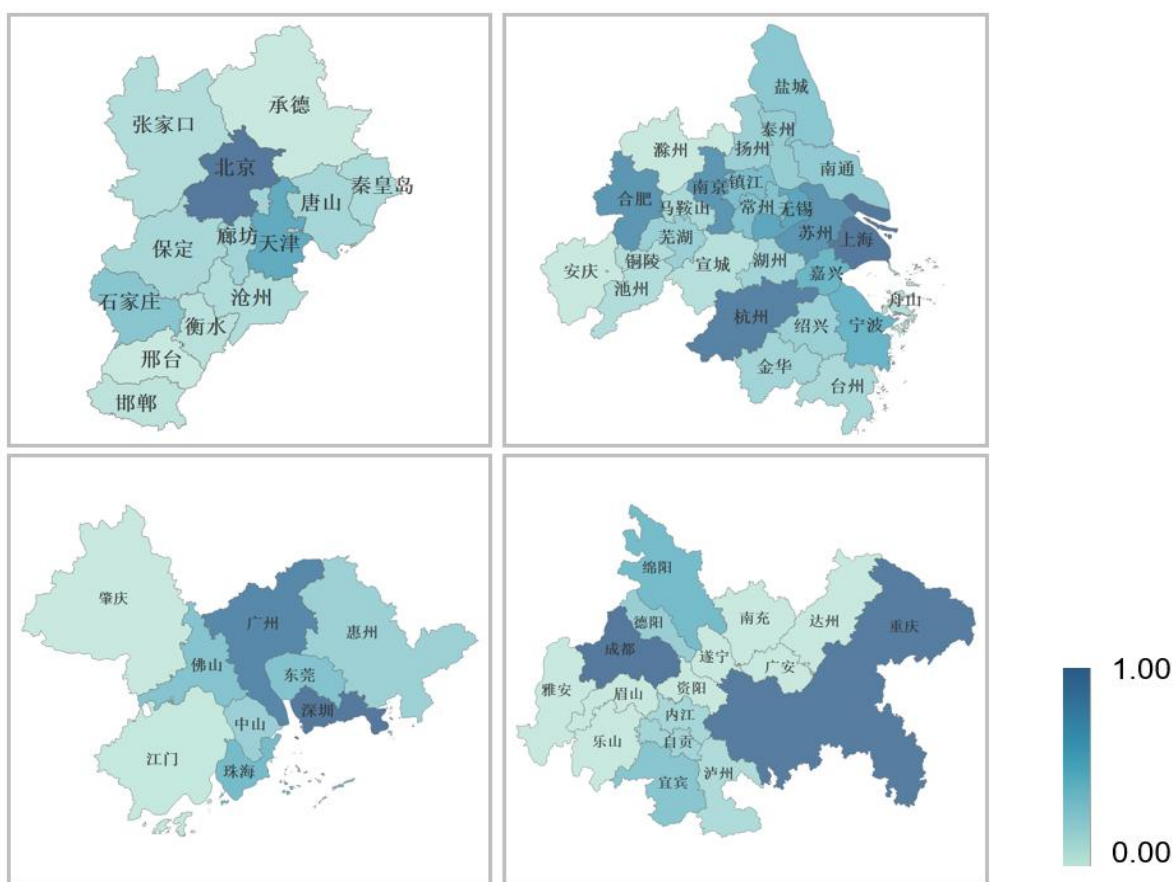 承德
张家口
北京
秦皇岛
唐山
廊坊
天津
保定
沧州
石家庄
衡水
邢台
邯郸
盐城
泰州
扬州
滁州
南通
南京
镇江
合肥
马鞍山
常州
无锡
苏州
上海
芜湖
铜陵
宣城
湖州
嘉兴
安庆
池州
舟山
杭州
绍兴
宁波
金华
台州
肇庆
广州
惠州
佛山
东莞
深圳
中山
江门
珠海
绵阳
德阳
南充
达州
重庆
成都
遂宁
广安
雅安
眉山
资阳
内江
乐山
自贡
宜宾
泸州
1.00
0.00